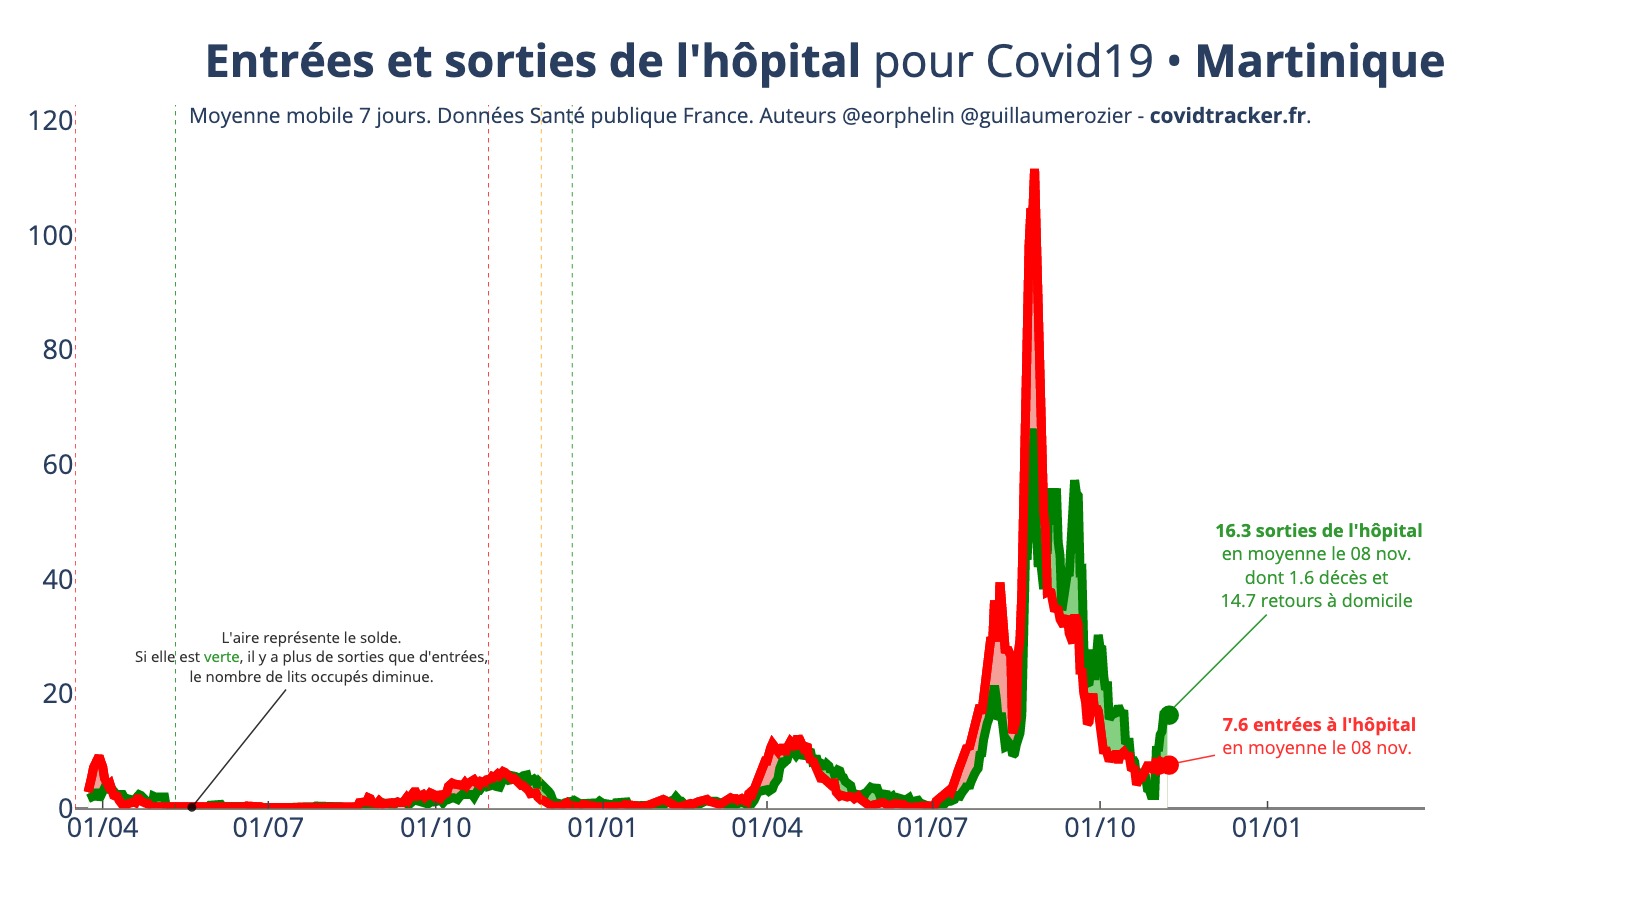 Entrées et sorties de l'hôpital pour Covid19 • Martinique
Moyenne mobile 7 jours. Données Santé publique France. Auteurs @eorphelin @guillaumerozier - covidtracker.fr.
120
100
80
60
40
20
0
16.3 sorties de l'hôpital
en moyenne le 08 nov.
dont 1.6 décès et
14.7 retours à domicile
L'aire représente le solde.
Si elle est verte, il y a plus de sorties que d'entrées,
le nombre de lits occupés diminue.
7.6 entrées à l'hôpital
en moyenne le 08 nov.
01/04 01/07 01/10 01/01 01/04 01/07 01/10 01/01